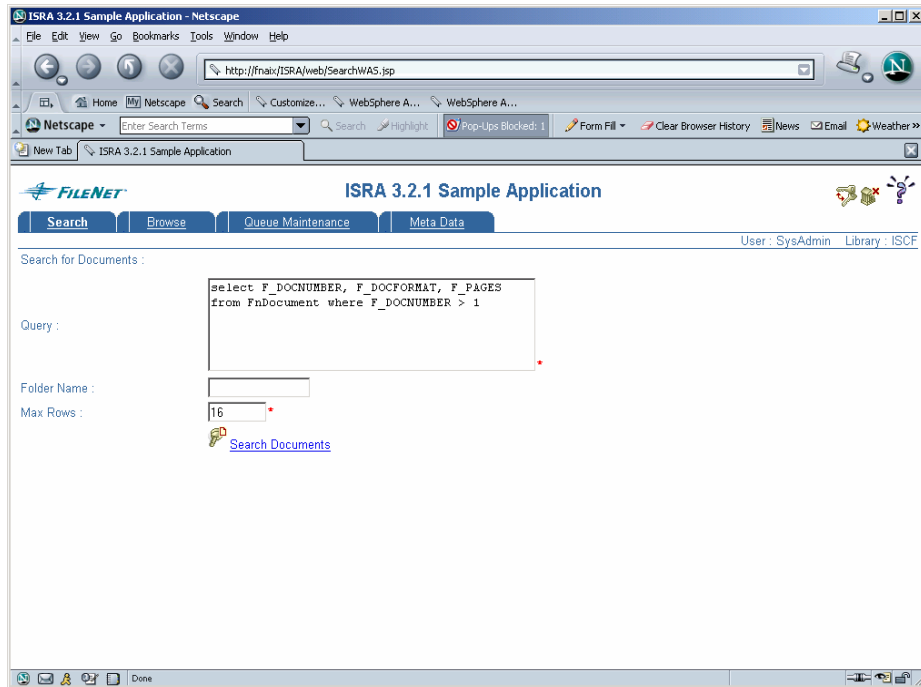 ISRA 3.2.1 Sample Application - Netscape
File Edit View Go Bookmarks Tools Window Help
http://fnaix/ISRA/web/SearchWAS.jsp
N
Home My Netscape Search Customize... WebSphere A... WebSphere A...
Netscape Enter Search Terms Search Highlight Pop-Ups Blocked: 1 Form Fill Clear Browser History News Email Weather »
New Tab ISRA 3.2.1 Sample Application
FILENET ISRA 3.2.1 Sample Application
Search Browse Queue Maintenance Meta Data
User : SysAdmin Library : ISCF
Search for Documents :
select F_DOCNUMBER, F_DOCFORMAT, F_PAGES
from FnDocument where F_DOCNUMBER > 1
Query :
*
Folder Name :
Max Rows : 16 *
Search Documents
Done